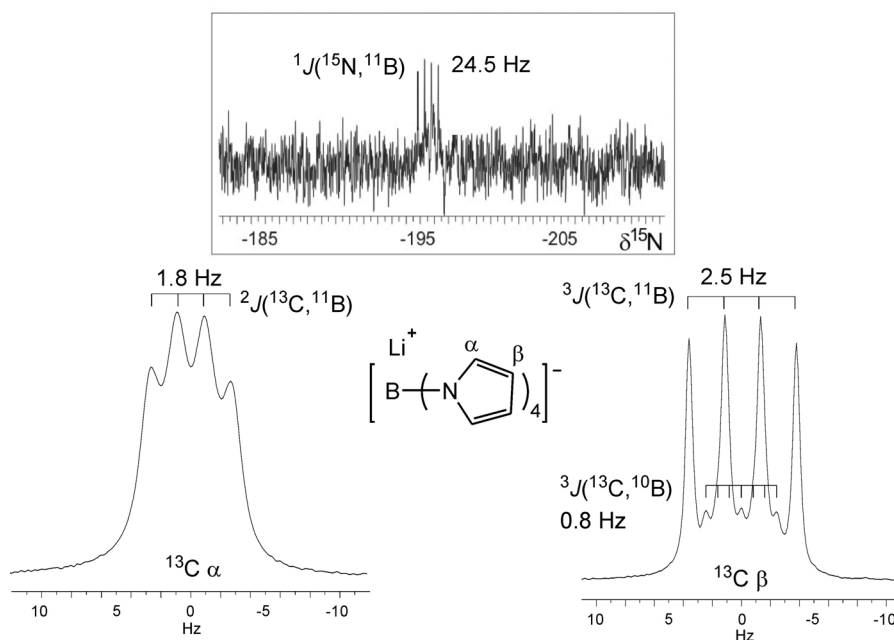 ¹J(¹⁵N,¹¹B) 24.5 Hz
-185 -195 -205 δ¹⁵N
1.8 Hz
²J(¹³C,¹¹B)
2.5 Hz
³J(¹³C,¹¹B)
Li⁺
α
β
[B—(—N )₄]⁻
³J(¹³C,¹⁰B)
0.8 Hz
¹³C α
¹³C β
10 5 0 -5 -10
Hz
10 5 0 -5 -10
Hz